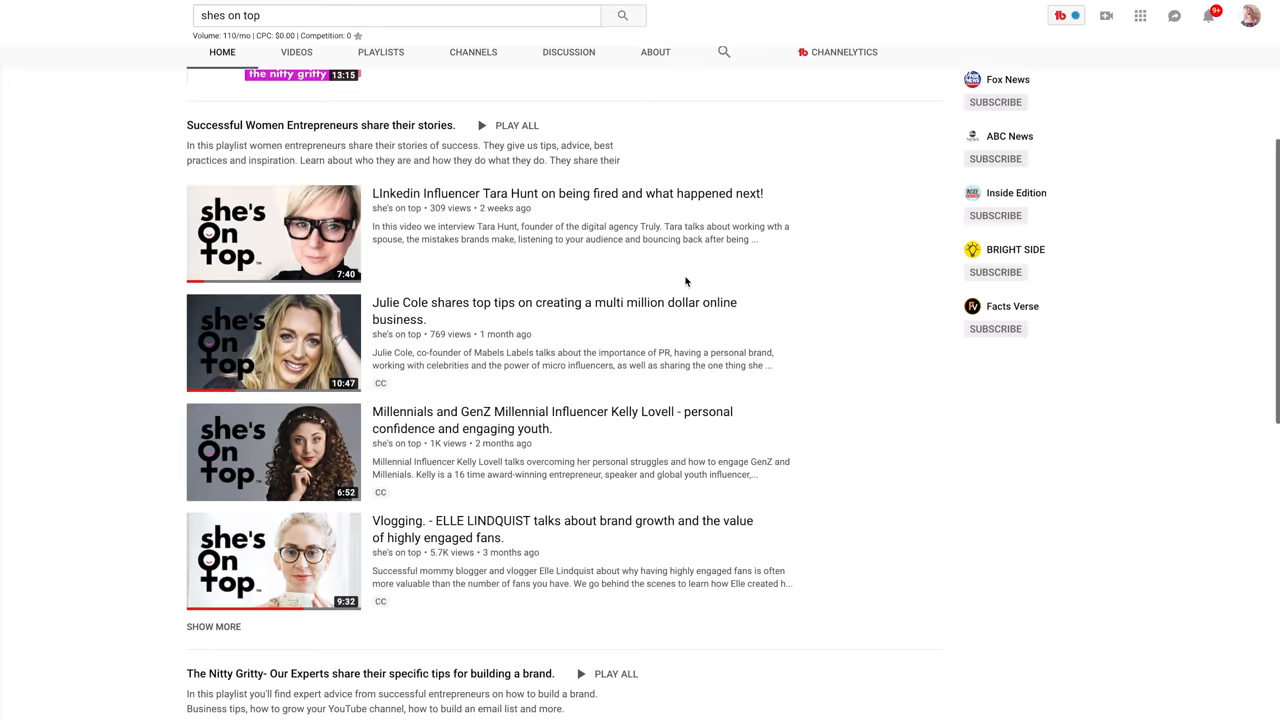 shes on top
Volume: 110/mo | CPC: $0.00 | Competition: 0
9+
HOME VIDEOS PLAYLISTS CHANNELS DISCUSSION ABOUT CHANNELYTICS
the nitty gritty 13:15
Successful Women Entrepreneurs share their stories. PLAY ALL
In this playlist women entrepreneurs share their stories of success. They give us tips, advice, best
practices and inspiration. Learn about who they are and how they do what they do. They share their
she's
On
top™
7:40
LInkedin Influencer Tara Hunt on being fired and what happened next!
she's on top • 309 views • 2 weeks ago
In this video we interview Tara Hunt, founder of the digital agency Truly. Tara talks about working wth a
spouse, the mistakes brands make, listening to your audience and bouncing back after being ...
she's
On
top
10:47
Julie Cole shares top tips on creating a multi million dollar online
business.
she's on top • 769 views • 1 month ago
Julie Cole, co-founder of Mabels Labels talks about the importance of PR, having a personal brand,
working with celebrities and the power of micro influencers, as well as sharing the one thing she ...
CC
she's
On
top
6:52
Millennials and GenZ Millennial Influencer Kelly Lovell - personal
confidence and engaging youth.
she's on top • 1K views • 2 months ago
Millennial Influencer Kelly Lovell talks overcoming her personal struggles and how to engage GenZ and
Millenials. Kelly is a 16 time award-winning entrepreneur, speaker and global youth influencer,...
CC
she's
On
top™
9:32
Vlogging. - ELLE LINDQUIST talks about brand growth and the value
of highly engaged fans.
she's on top • 5.7K views • 3 months ago
Successful mommy blogger and vlogger Elle Lindquist about why having highly engaged fans is often
more valuable than the number of fans you have. We go behind the scenes to learn how Elle created h...
CC
SHOW MORE
The Nitty Gritty- Our Experts share their specific tips for building a brand. PLAY ALL
In this playlist you'll find expert advice from successful entrepreneurs on how to build a brand.
Business tips, how to grow your YouTube channel, how to build an email list and more.
Fox News
SUBSCRIBE
ABC News
SUBSCRIBE
Inside Edition
SUBSCRIBE
BRIGHT SIDE
SUBSCRIBE
Facts Verse
SUBSCRIBE